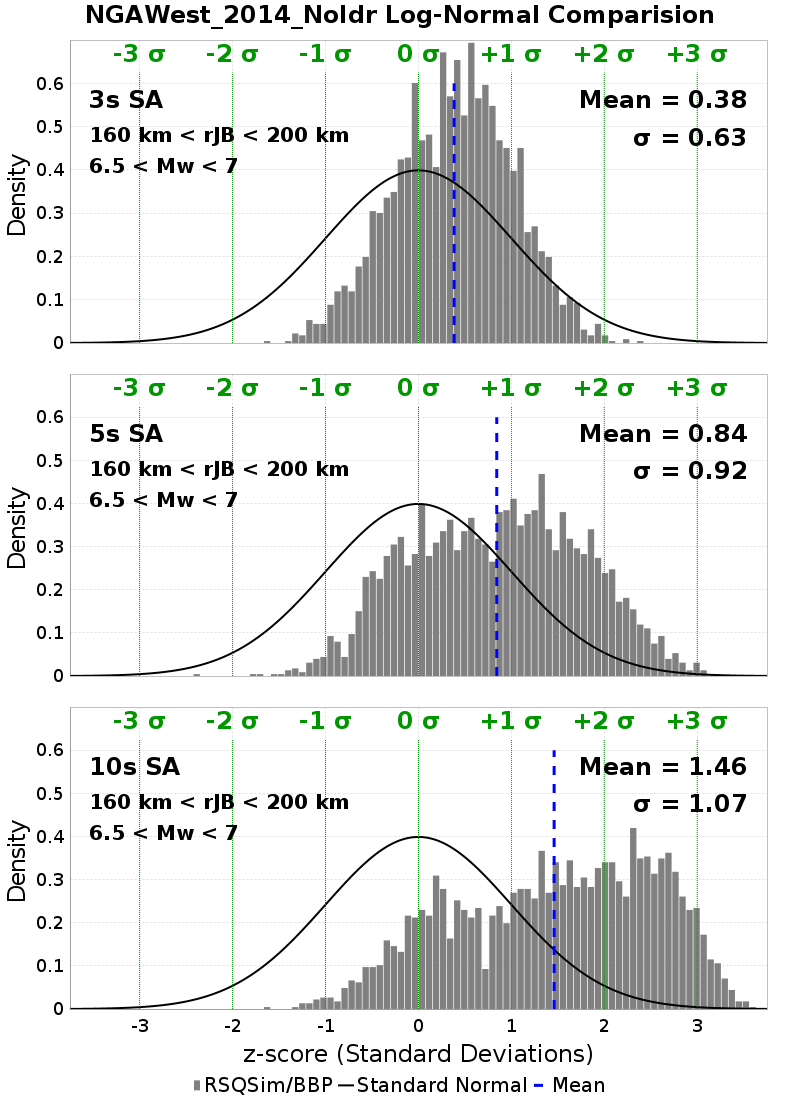 NGAWest_2014_NoIdr Log-Normal Comparision
-3 σ -2 σ -1 σ 0 σ +1 σ +2 σ +3 σ
3s SA
160 km < rJB < 200 km
6.5 < Mw < 7
Mean = 0.38
σ = 0.63
Density
0.6
0.5
0.4
0.3
0.2
0.1
0
-3 σ -2 σ -1 σ 0 σ +1 σ +2 σ +3 σ
5s SA
160 km < rJB < 200 km
6.5 < Mw < 7
Mean = 0.84
σ = 0.92
Density
0.6
0.5
0.4
0.3
0.2
0.1
0
-3 σ -2 σ -1 σ 0 σ +1 σ +2 σ +3 σ
10s SA
160 km < rJB < 200 km
6.5 < Mw < 7
Mean = 1.46
σ = 1.07
Density
0.6
0.5
0.4
0.3
0.2
0.1
0
-3 -2 -1 0 1 2 3
z-score (Standard Deviations)
RSQSim/BBP Standard Normal Mean